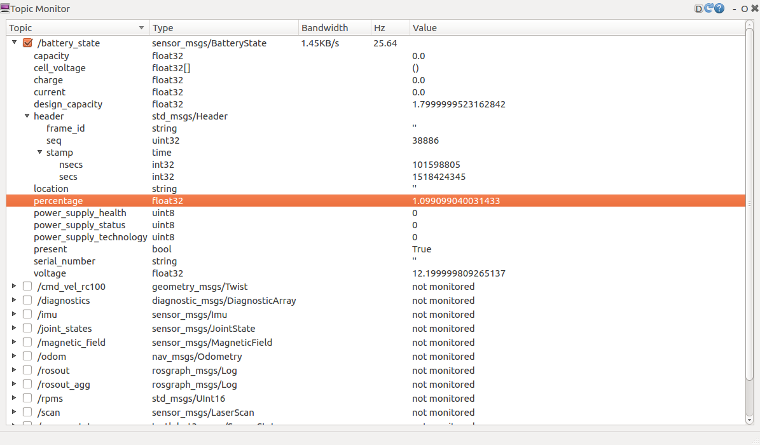 Topic Monitor D - O
Topic Type Bandwidth Hz Value
/battery_state sensor_msgs/BatteryState 1.45KB/s 25.64
capacity float32 0.0
cell_voltage float32[] ()
charge float32 0.0
current float32 0.0
design_capacity float32 1.7999999523162842
header std_msgs/Header
frame_id string ''
seq uint32 38886
stamp time
nsecs int32 101598805
secs int32 1518424345
location string ''
percentage float32 1.099099040031433
power_supply_health uint8 0
power_supply_status uint8 0
power_supply_technology uint8 0
present bool True
serial_number string ''
voltage float32 12.199999809265137
/cmd_vel_rc100 geometry_msgs/Twist not monitored
/diagnostics diagnostic_msgs/DiagnosticArray not monitored
/imu sensor_msgs/Imu not monitored
/joint_states sensor_msgs/JointState not monitored
/magnetic_field sensor_msgs/MagneticField not monitored
/odom nav_msgs/Odometry not monitored
/rosout rosgraph_msgs/Log not monitored
/rosout_agg rosgraph_msgs/Log not monitored
/rpms std_msgs/UInt16 not monitored
/scan sensor_msgs/LaserScan not monitored